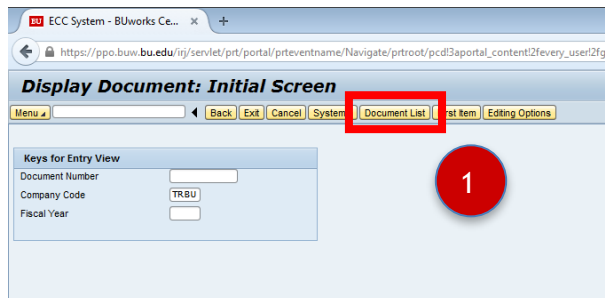 BU ECC System - BUworks Ce... × +
https://ppo.buw.bu.edu/irj/servlet/prt/portal/prteventname/Navigate/prtroot/pcd!3aportal_content!2fevery_user!2fg
Display Document: Initial Screen
Menu Back Exit Cancel System Document List First Item Editing Options
Keys for Entry View
Document Number
Company Code TRBU
Fiscal Year
1